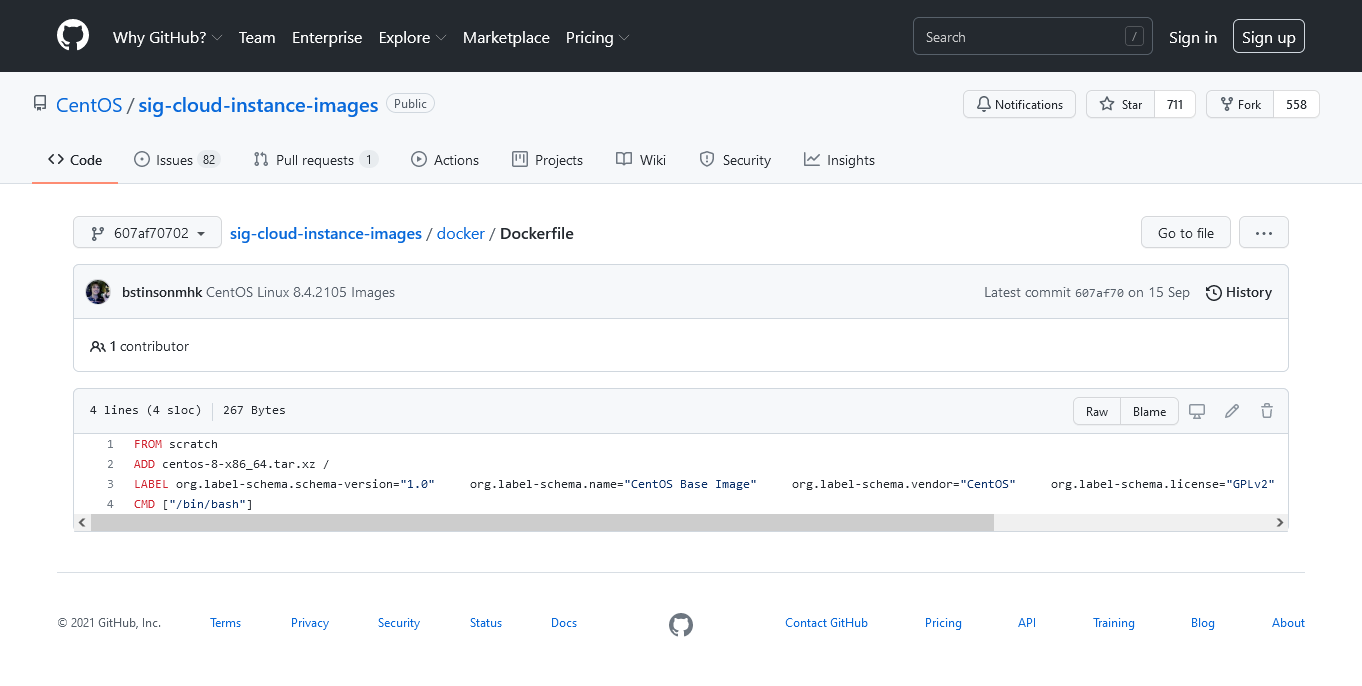 Why GitHub? Team Enterprise Explore Marketplace Pricing Search / Sign in Sign up
CentOS / sig-cloud-instance-images Public Notifications Star 711 Fork 558
Code Issues 82 Pull requests 1 Actions Projects Wiki Security Insights
607af70702 sig-cloud-instance-images / docker / Dockerfile Go to file ...
bstinsonmhk CentOS Linux 8.4.2105 Images Latest commit 607af70 on 15 Sep History
1 contributor
4 lines (4 sloc) 267 Bytes Raw Blame
1 FROM scratch
2 ADD centos-8-x86_64.tar.xz /
3 LABEL org.label-schema.schema-version="1.0" org.label-schema.name="CentOS Base Image" org.label-schema.vendor="CentOS" org.label-schema.license="GPLv2"
4 CMD ["/bin/bash"]
© 2021 GitHub, Inc. Terms Privacy Security Status Docs Contact GitHub Pricing API Training Blog About